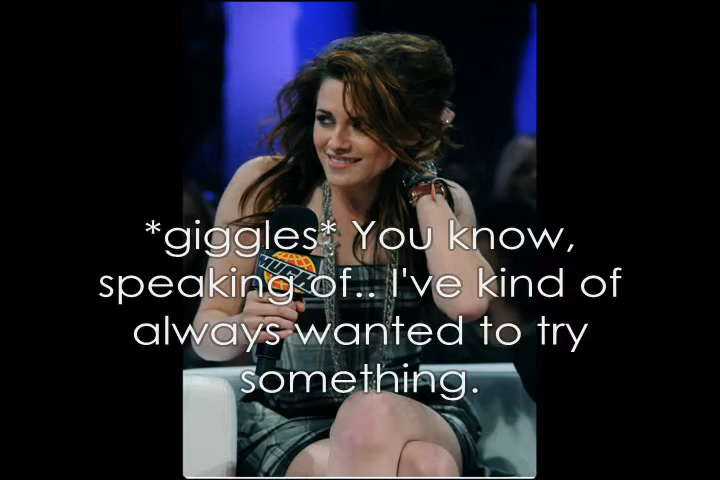 *giggles* You know,
speaking of.. I've kind of
always wanted to try
something.